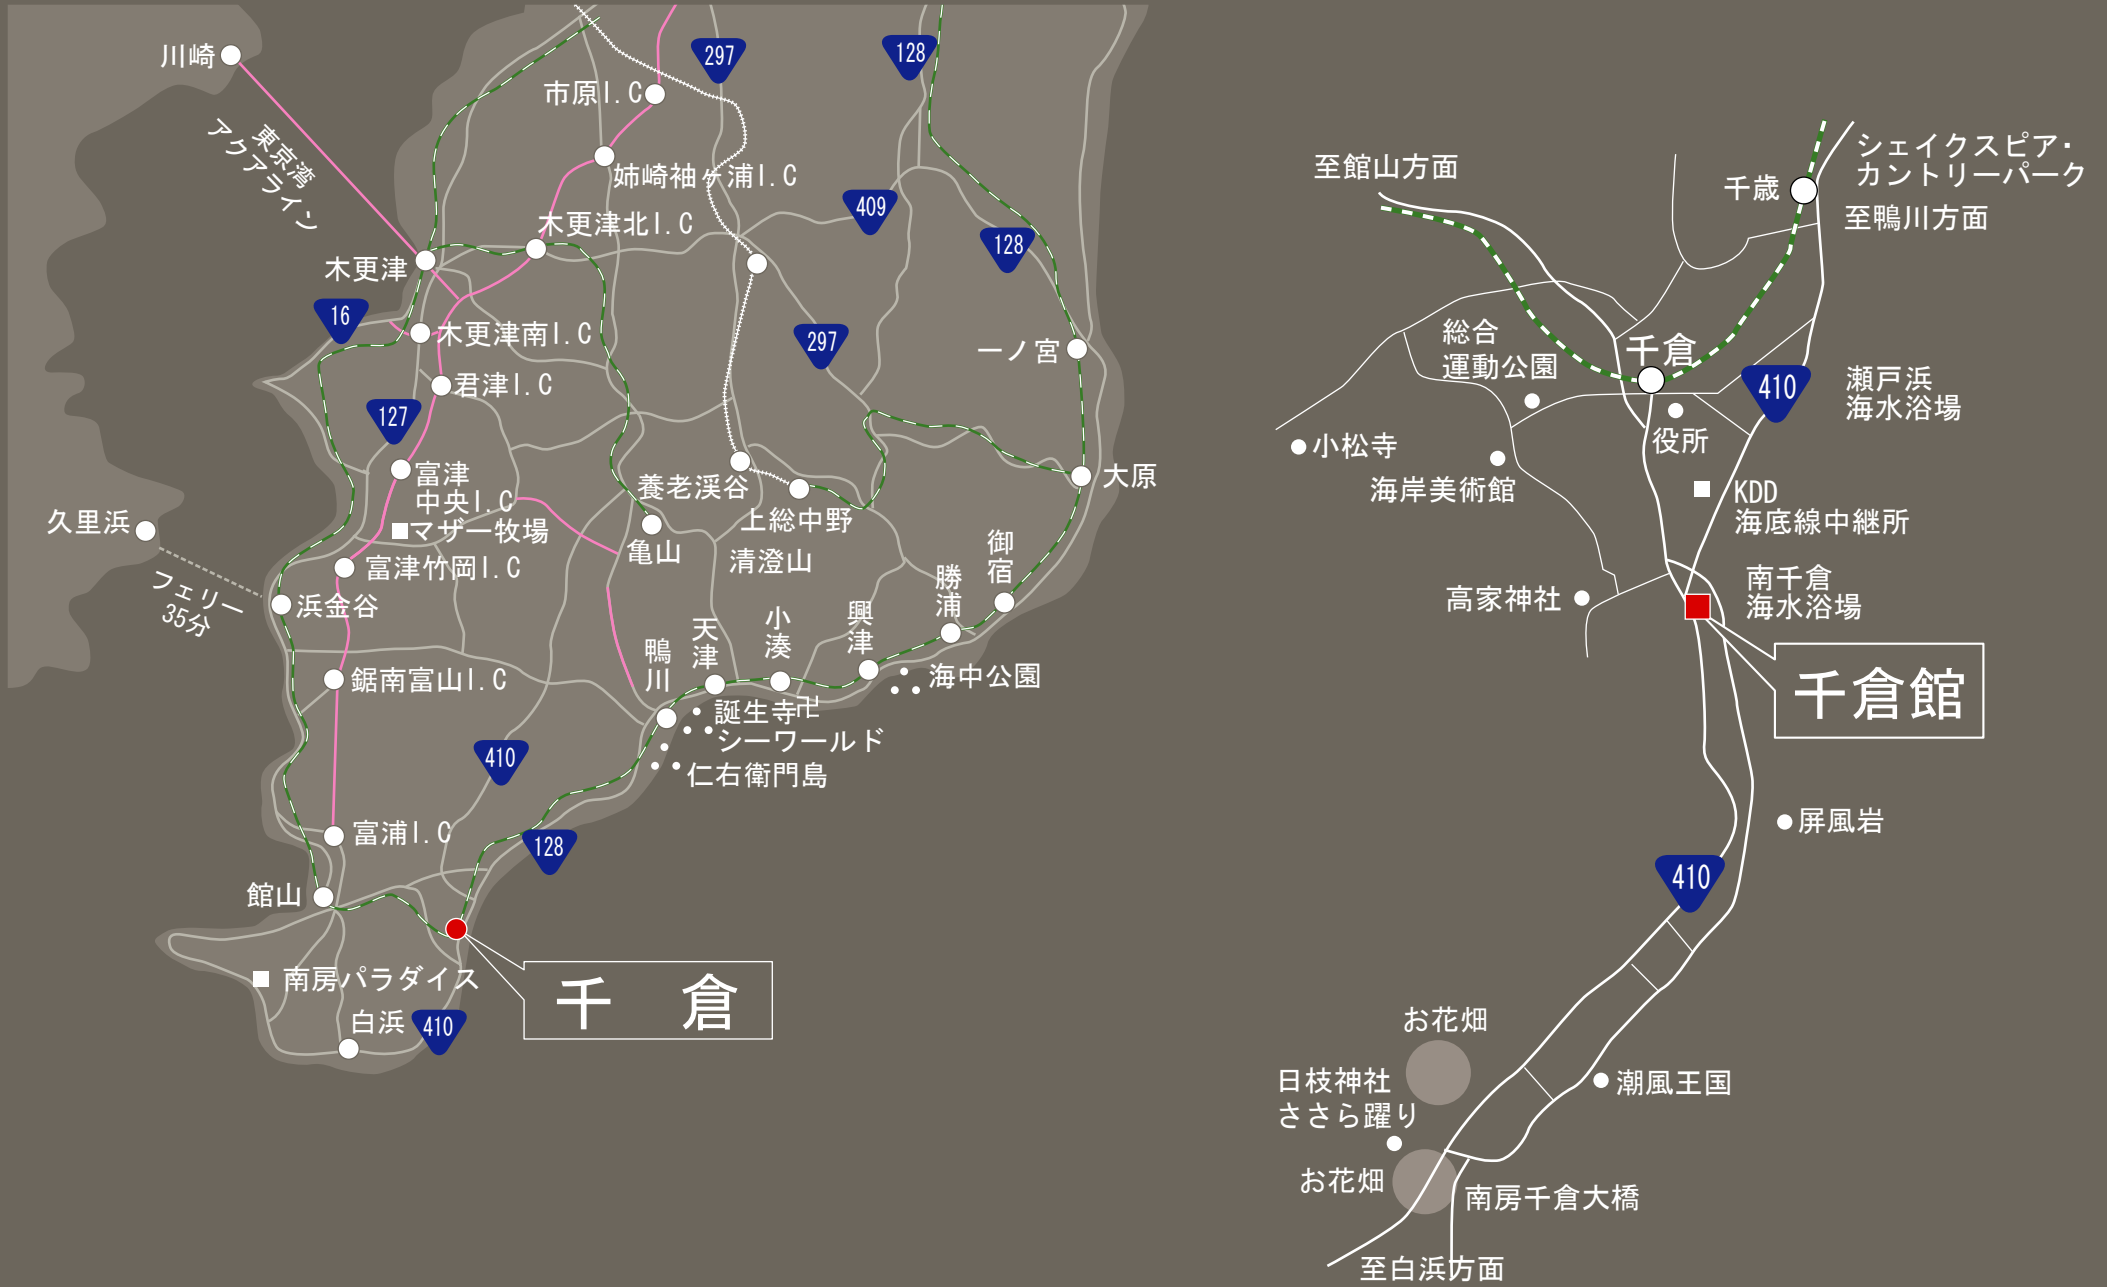 川崎
東京湾
アクアライン
市原I.C
297
128
姉崎袖ヶ浦I.C
409
木更津北I.C
128
木更津
16
木更津南I.C
297
一ノ宮
君津I.C
127
富津
中央I.C
養老渓谷
大原
マザー牧場
上総中野
久里浜
亀山
清澄山
御宿
富津竹岡I.C
フェリー
35分
浜金谷
勝浦
興津
小湊
天津
鴨川
鋸南富山I.C
海中公園
誕生寺卍
シーワールド
410
仁右衛門島
富浦I.C
128
館山
南房パラダイス
千 倉
白浜
410
至館山方面
シェイクスピア・
カントリーパーク
千歳
至鴨川方面
総合
運動公園
千倉
410
瀬戸浜
海水浴場
小松寺
役所
海岸美術館
KDD
海底線中継所
高家神社
南千倉
海水浴場
千倉館
屏風岩
410
お花畑
日枝神社
ささら躍り
潮風王国
お花畑
南房千倉大橋
至白浜方面